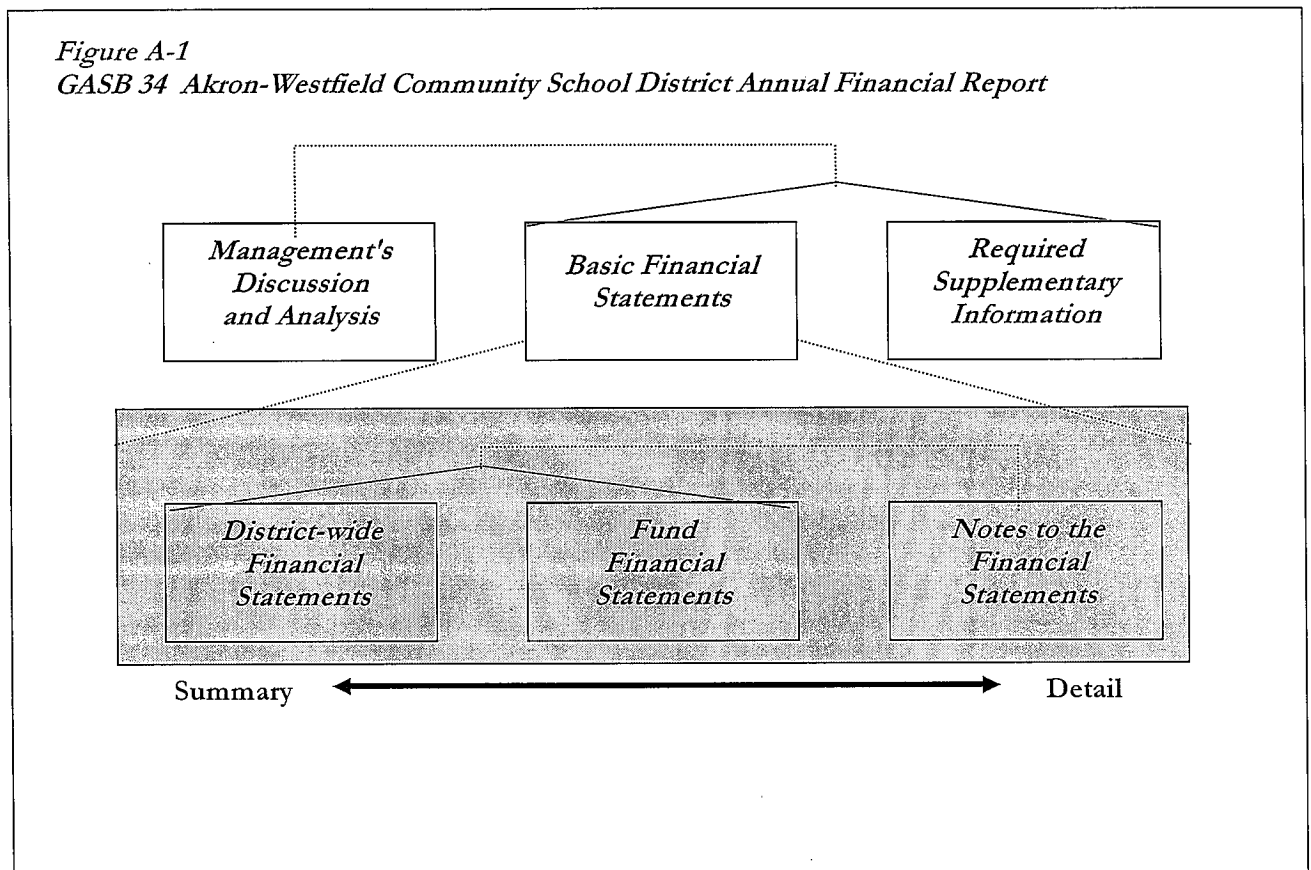 Figure A-1
GASB 34 Akron-Westfield Community School District Annual Financial Report
Management's
Discussion
and Analysis
Basic Financial
Statements
Required
Supplementary
Information
District-wide
Financial
Statements
Fund
Financial
Statements
Notes to the
Financial
Statements
Summary
Detail